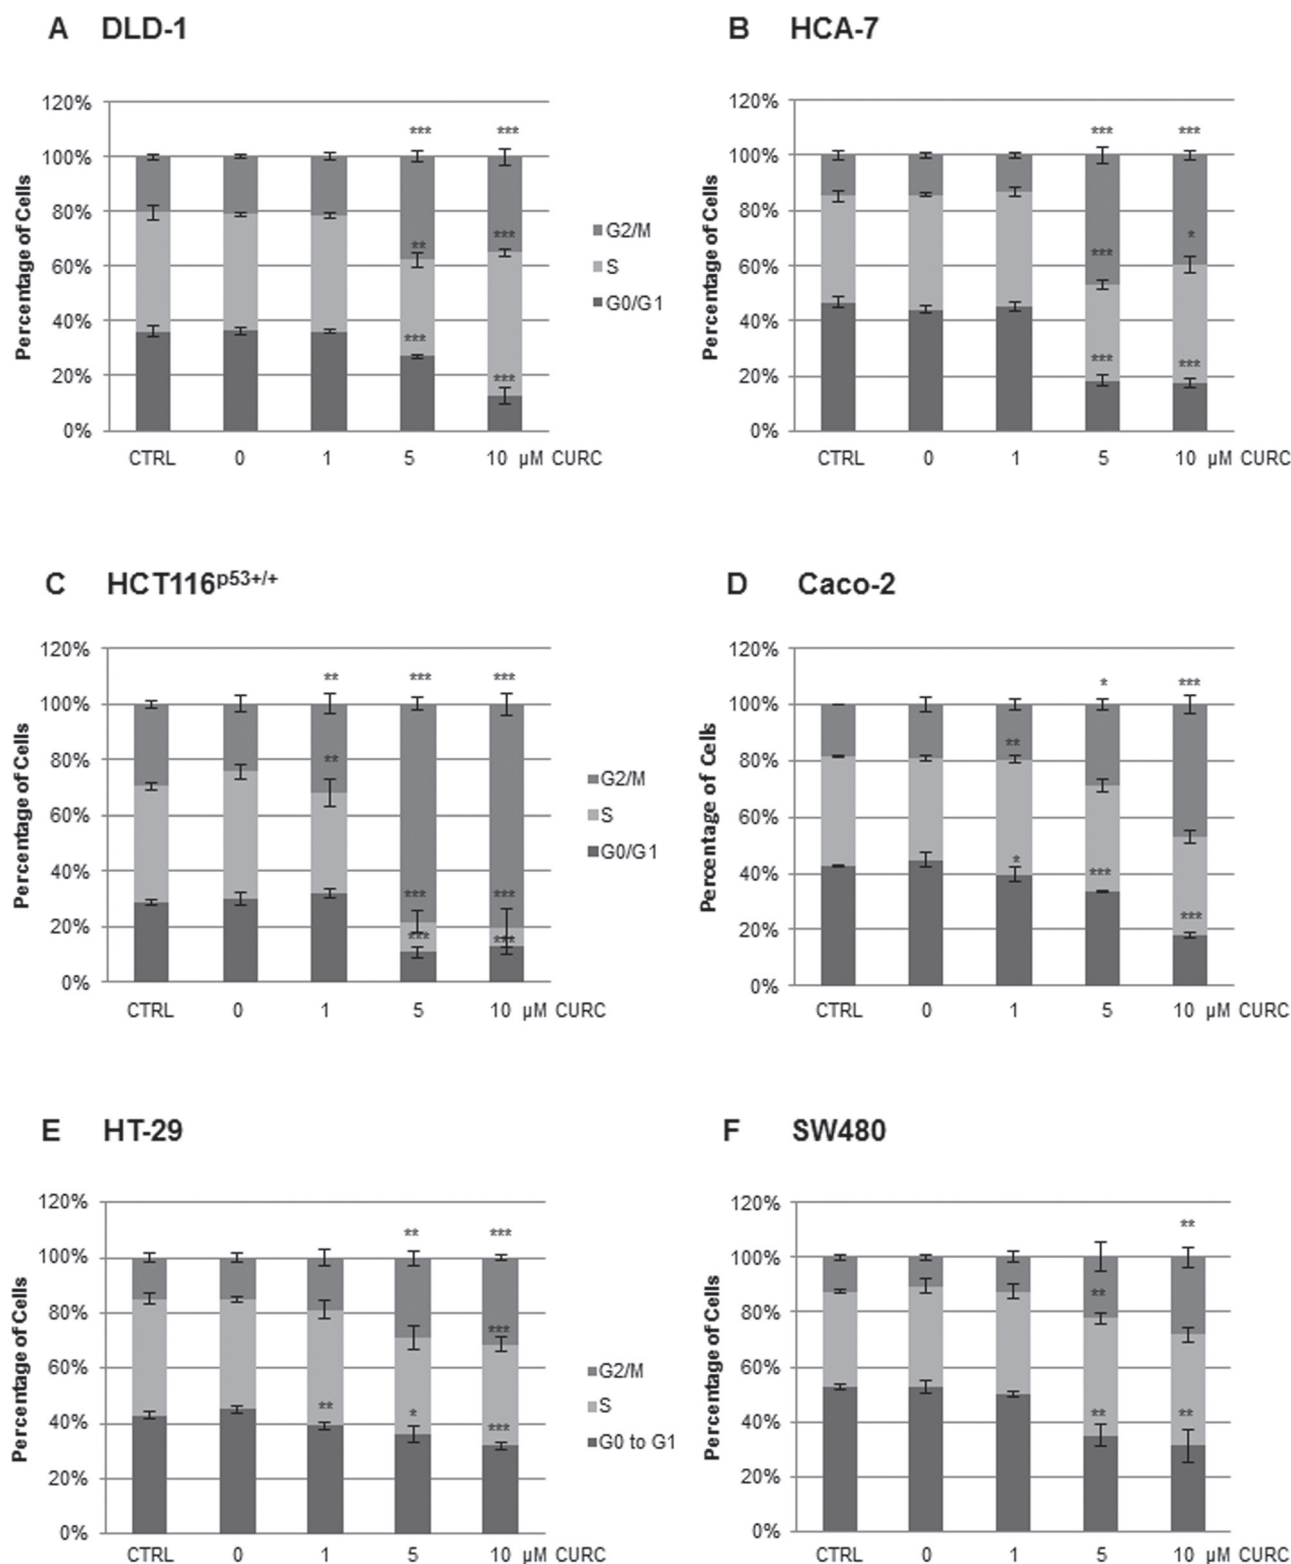 A DLD-1
B HCA-7
Percentage of Cells
120%
100%
80%
60%
40%
20%
0%
*** ***
** ***
*** ***
CTRL 0 1 5 10 µM CURC
G2/M
S
G0/G1
Percentage of Cells
120%
100%
80%
60%
40%
20%
0%
*** ***
*** *
*** ***
CTRL 0 1 5 10 µM CURC
C HCT116p53+/+
D Caco-2
Percentage of Cells
120%
100%
80%
60%
40%
20%
0%
** *** ***
**
*** ***
*** ***
CTRL 0 1 5 10 µM CURC
G2/M
S
G0/G1
Percentage of Cells
120%
100%
80%
60%
40%
20%
0%
* ***
**
* *** ***
CTRL 0 1 5 10 µM CURC
E HT-29
F SW480
Percentage of Cells
120%
100%
80%
60%
40%
20%
0%
** ***
***
** * ***
CTRL 0 1 5 10 µM CURC
G2/M
S
G0 to G1
Percentage of Cells
120%
100%
80%
60%
40%
20%
0%
**
**
** **
CTRL 0 1 5 10 µM CURC